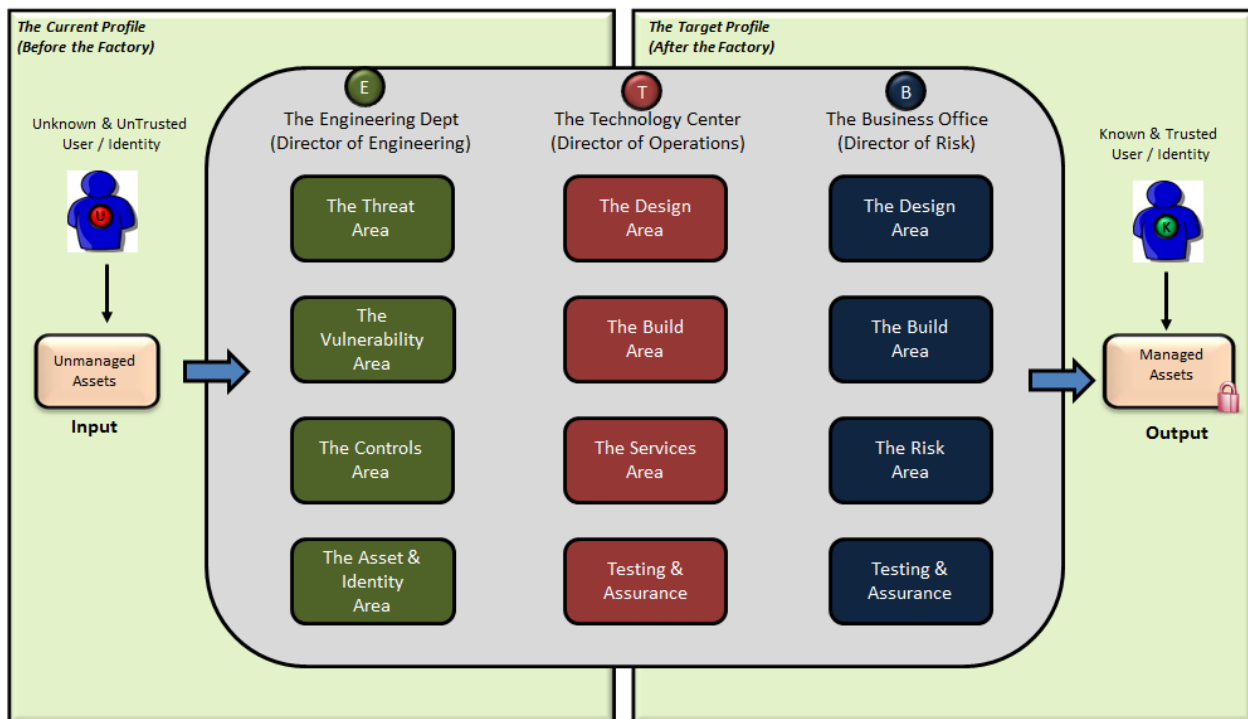 The Current Profile
(Before the Factory)
The Target Profile
(After the Factory)
Unknown & UnTrusted
User / Identity
U
Unmanaged
Assets
Input
E
The Engineering Dept
(Director of Engineering)
The Threat
Area
The
Vulnerability
Area
The Controls
Area
The Asset &
Identity
Area
T
The Technology Center
(Director of Operations)
The Design
Area
The Build
Area
The Services
Area
Testing &
Assurance
B
The Business Office
(Director of Risk)
The Design
Area
The Build
Area
The Risk
Area
Testing &
Assurance
Known & Trusted
User / Identity
K
Managed
Assets
Output